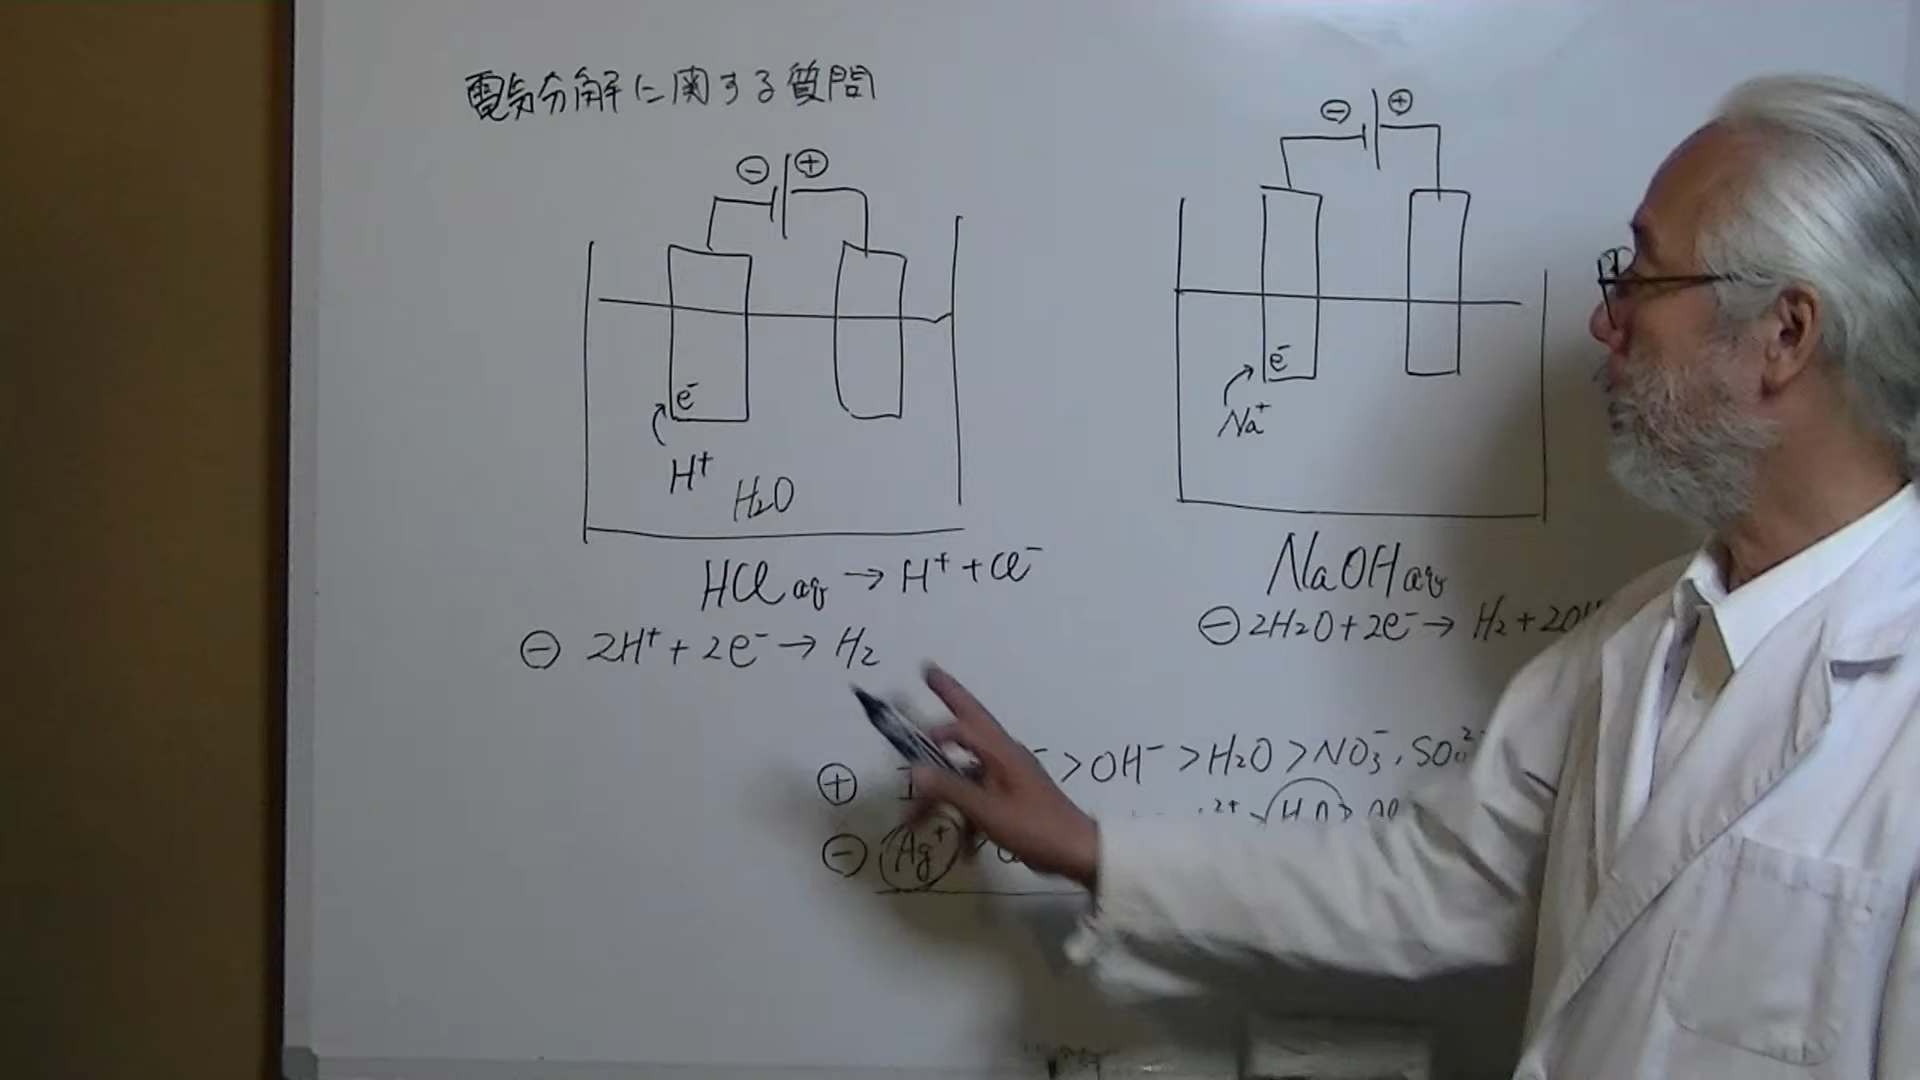 電気分解に関する質問
⊖ ⊕
e⁻
H⁺
H₂O
HCl aq → H⁺ + Cl⁻
⊖ 2H⁺ + 2e⁻ → H₂
⊖ ⊕
e⁻
Na⁺
NaOH aq
⊖ 2H₂O + 2e⁻ → H₂ + 2O
⊕ > OH⁻ > H₂O > NO₃⁻, SO₄²
⊖ Ag⁺